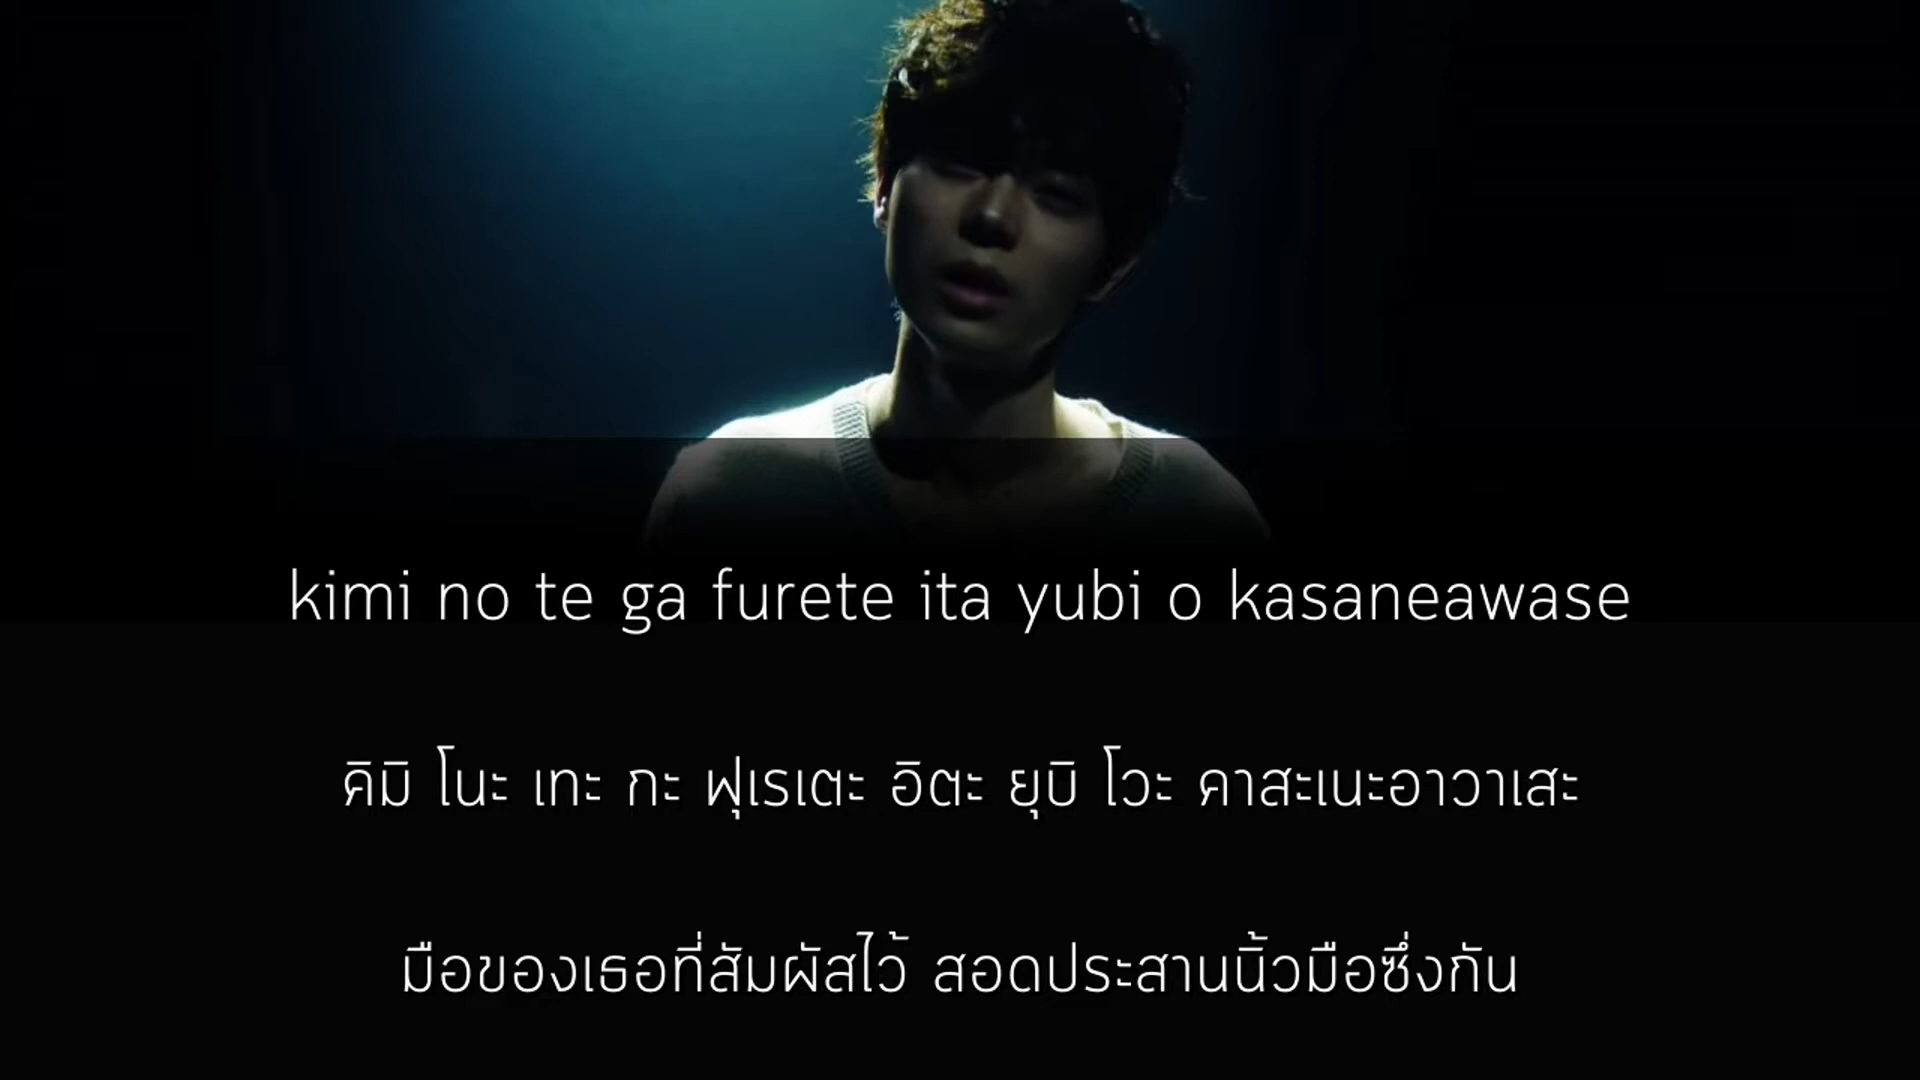 kimi no te ga furete ita yubi o kasaneawase
คิมิ โนะ เทะ กะ ฟุเรเตะ อิตะ ยุบิ โวะ คาสะเนะอาวาเสะ
มือของเธอที่สัมผัสไว้ สอดประสานนิ้วมือซึ่งกัน